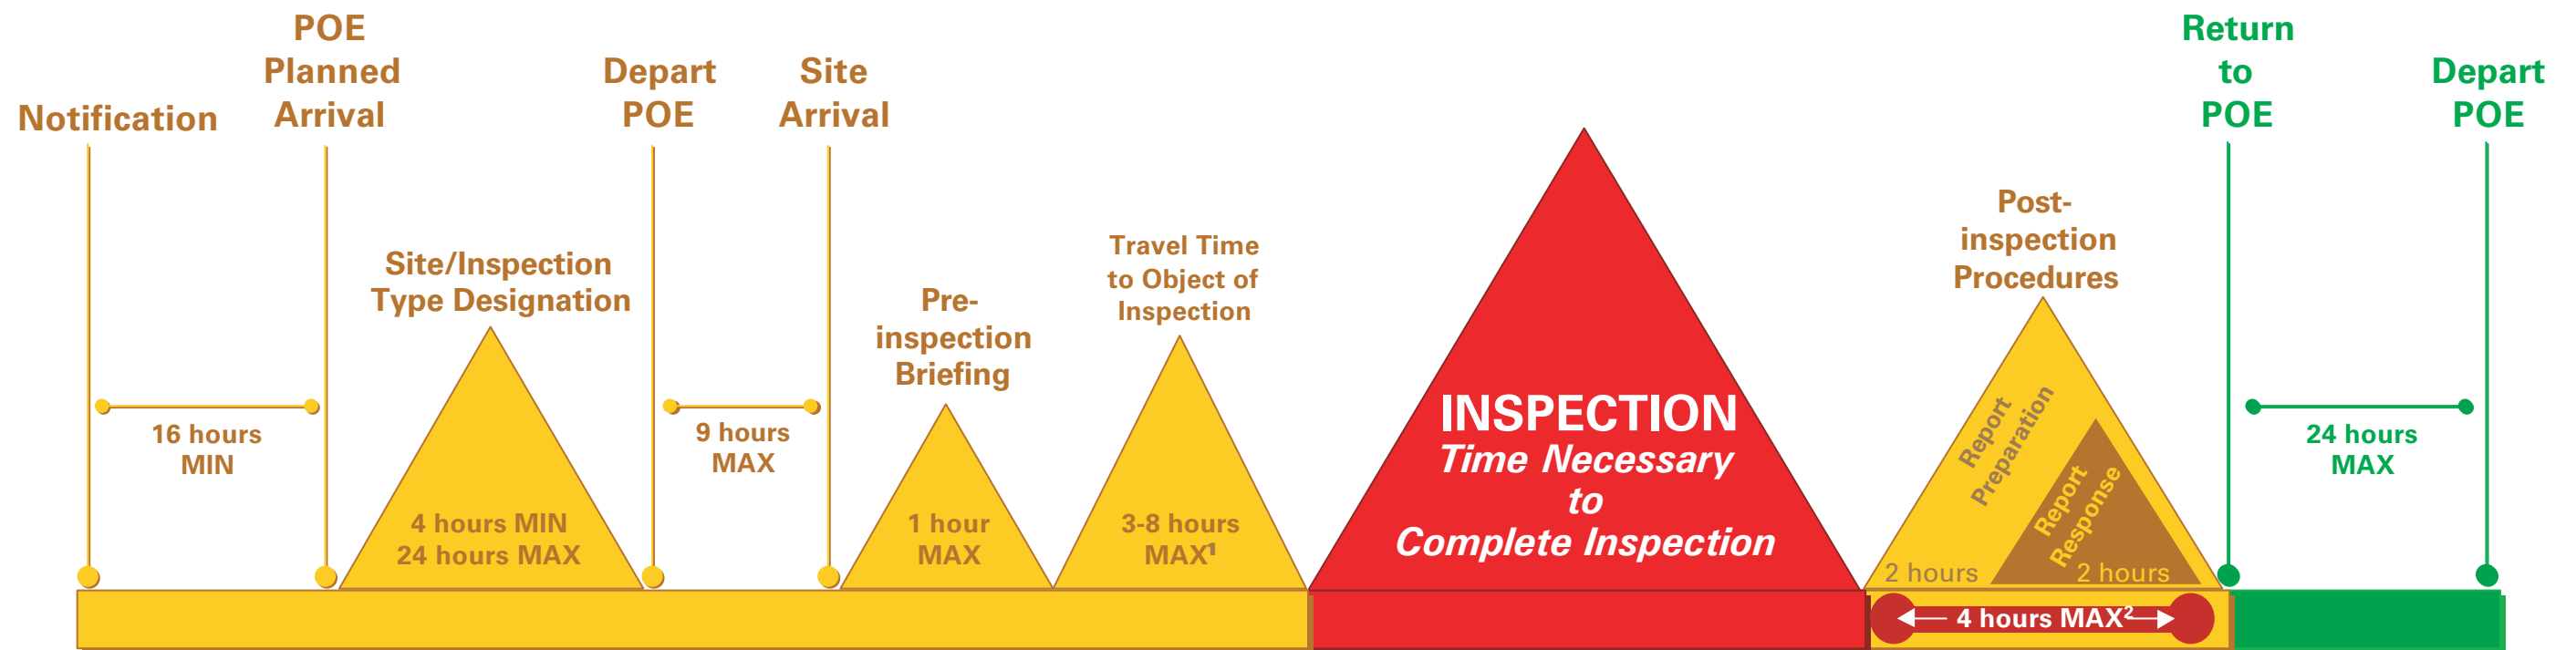 Notification
POE
Planned
Arrival
16 hours
MIN
Site/Inspection
Type Designation
4 hours MIN
24 hours MAX
Depart
POE
Site
Arrival
9 hours
MAX
Pre-
inspection
Briefing
1 hour
MAX
Travel Time
to Object of
Inspection
3-8 hours
MAX¹
INSPECTION
Time Necessary
to
Complete Inspection
Post-
inspection
Procedures
Report
Preparation
2 hours
Report
Response
2 hours
4 hours MAX²
Return
to
POE
24 hours
MAX
Depart
POE